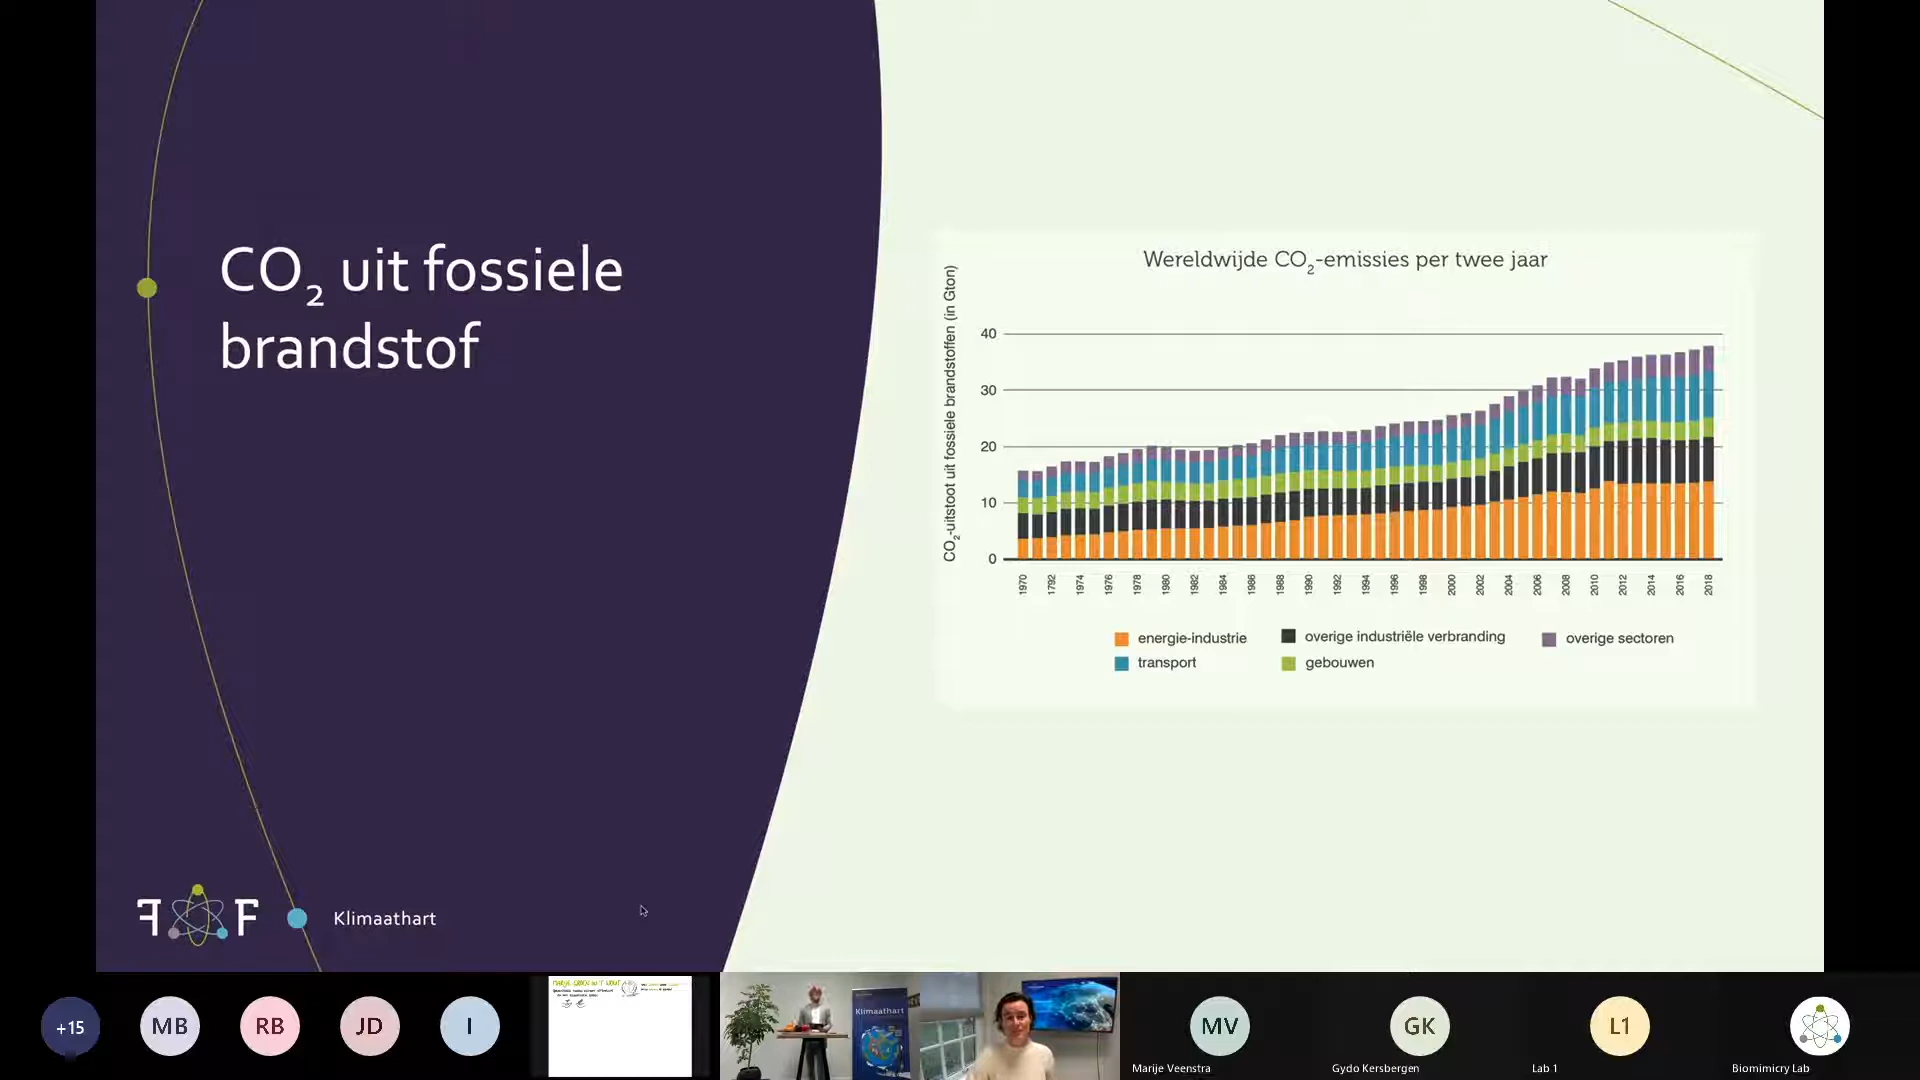 CO₂ uit fossiele
brandstof
Wereldwijde CO₂-emissies per twee jaar
CO₂-uitstoot uit fossiele brandstoffen (in Gton)
40
30
20
10
0
1970 1792 1974 1976 1978 1980 1982 1984 1986 1988 1990 1992 1994 1996 1998 2000 2002 2004 2006 2008 2010 2012 2014 2016 2018
energie-industrie overige industriële verbranding overige sectoren
transport gebouwen
F F Klimaathart
+15 MB RB JD I
Klimaathart
MV GK L1
Marije Veenstra Gydo Kersbergen Lab 1 Biomimicry Lab